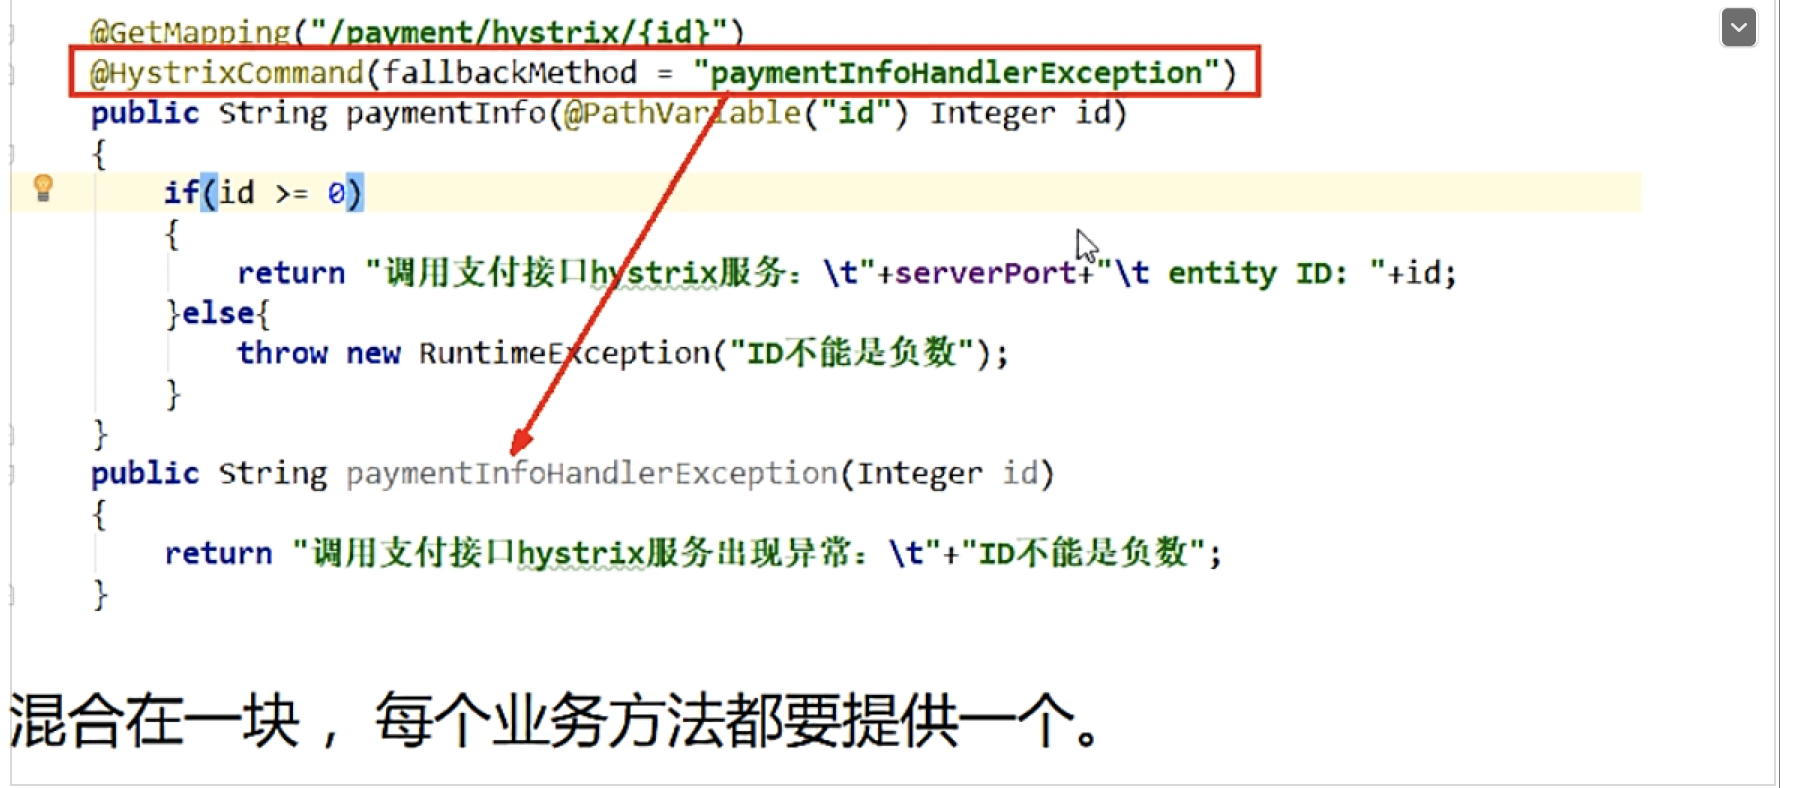 @GetMapping("/payment/hystrix/{id}")
@HystrixCommand(fallbackMethod = "paymentInfoHandlerException")
public String paymentInfo(@PathVariable("id") Integer id)
{
if(id >= 0)
{
return "调用支付接口hystrix服务：\t"+serverPort+"\t entity ID: "+id;
}else{
throw new RuntimeException("ID不能是负数");
}
}
public String paymentInfoHandlerException(Integer id)
{
return "调用支付接口hystrix服务出现异常：\t"+"ID不能是负数";
}
混合在一块，每个业务方法都要提供一个。